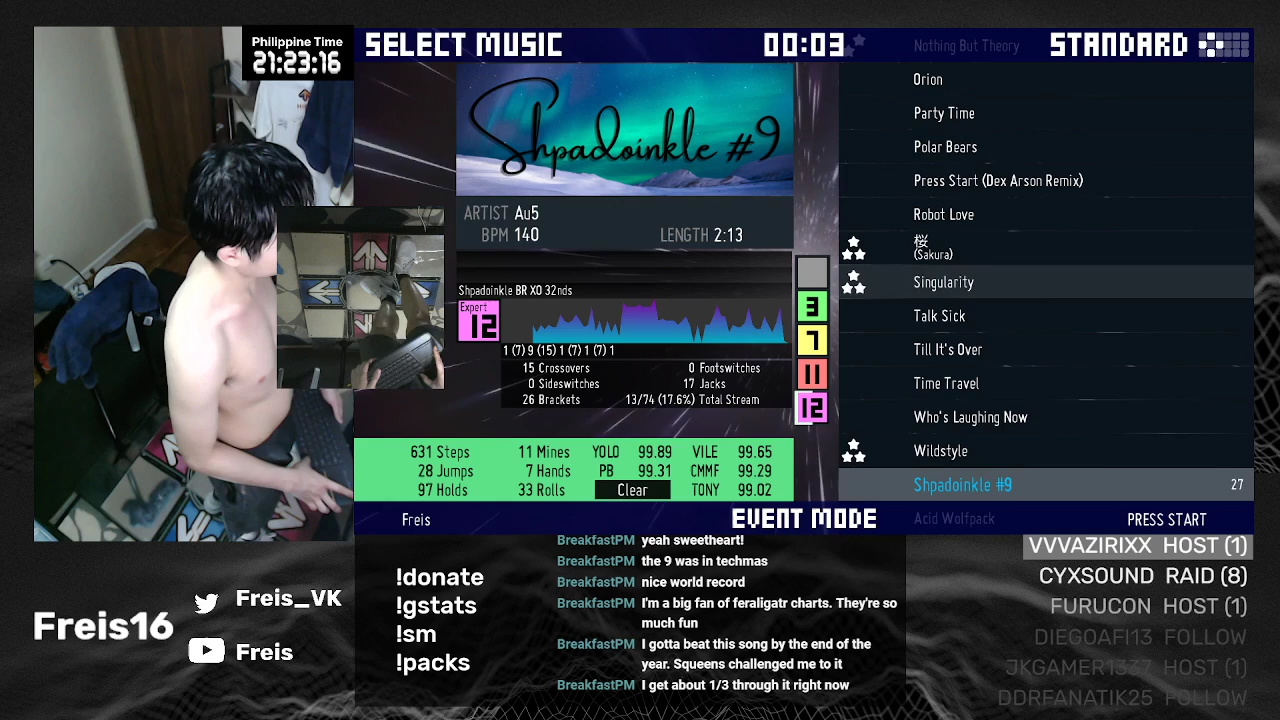 Philippine Time
21:23:16
SELECT MUSIC
00:03
STANDARD
Nothing But Theory
Orion
Party Time
Polar Bears
Press Start (Dex Arson Remix)
Robot Love
桜
(Sakura)
Singularity
Talk Sick
Till It's Over
Time Travel
Who's Laughing Now
Wildstyle
Shpadoinkle #9 27
Acid Wolfpack
Shpadoinkle #9
ARTIST Au5
BPM 140 LENGTH 2:13
Shpadoinkle BR XO 32nds
Expert
12
1 (7) 9 (15) 1 (7) 1 (7) 1
15 Crossovers 0 Footswitches
0 Sideswitches 17 Jacks
26 Brackets 13/74 (17.6%) Total Stream
3
7
11
12
631 Steps 11 Mines YOLO 99.89 VILE 99.65
28 Jumps 7 Hands PB 99.31 CMMF 99.29
97 Holds 33 Rolls Clear TONY 99.02
Freis
EVENT MODE
PRESS START
BreakfastPM yeah sweetheart!
BreakfastPM the 9 was in techmas
BreakfastPM nice world record
BreakfastPM I'm a big fan of feraligatr charts. They're so
much fun
BreakfastPM I gotta beat this song by the end of the
year. Squeens challenged me to it
BreakfastPM I get about 1/3 through it right now
!donate
!gstats
!sm
!packs
Freis16
Freis_VK
Freis
VVVAZIRIXX HOST (1)
CYXSOUND RAID (8)
FURUCON HOST (1)
DIEGOAFI13 FOLLOW
JKGAMER1337 HOST (1)
DDRFANATIK25 FOLLOW